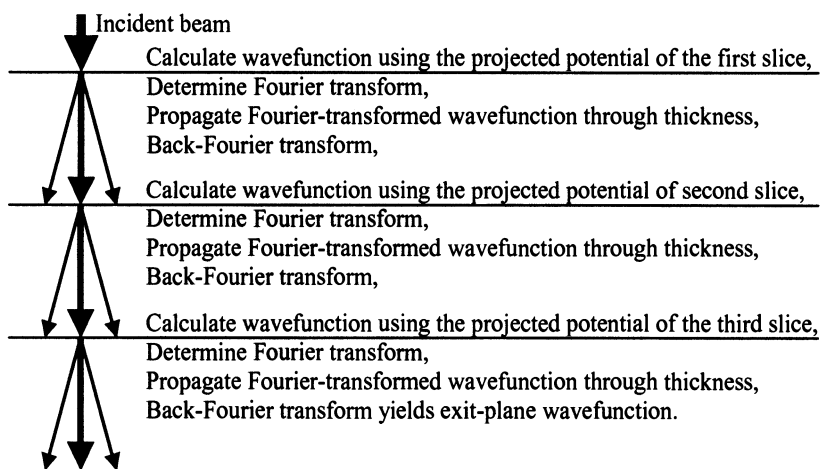 Incident beam
Calculate wavefunction using the projected potential of the first slice,
Determine Fourier transform,
Propagate Fourier-transformed wavefunction through thickness,
Back-Fourier transform,
Calculate wavefunction using the projected potential of second slice,
Determine Fourier transform,
Propagate Fourier-transformed wavefunction through thickness,
Back-Fourier transform,
Calculate wavefunction using the projected potential of the third slice,
Determine Fourier transform,
Propagate Fourier-transformed wavefunction through thickness,
Back-Fourier transform yields exit-plane wavefunction.